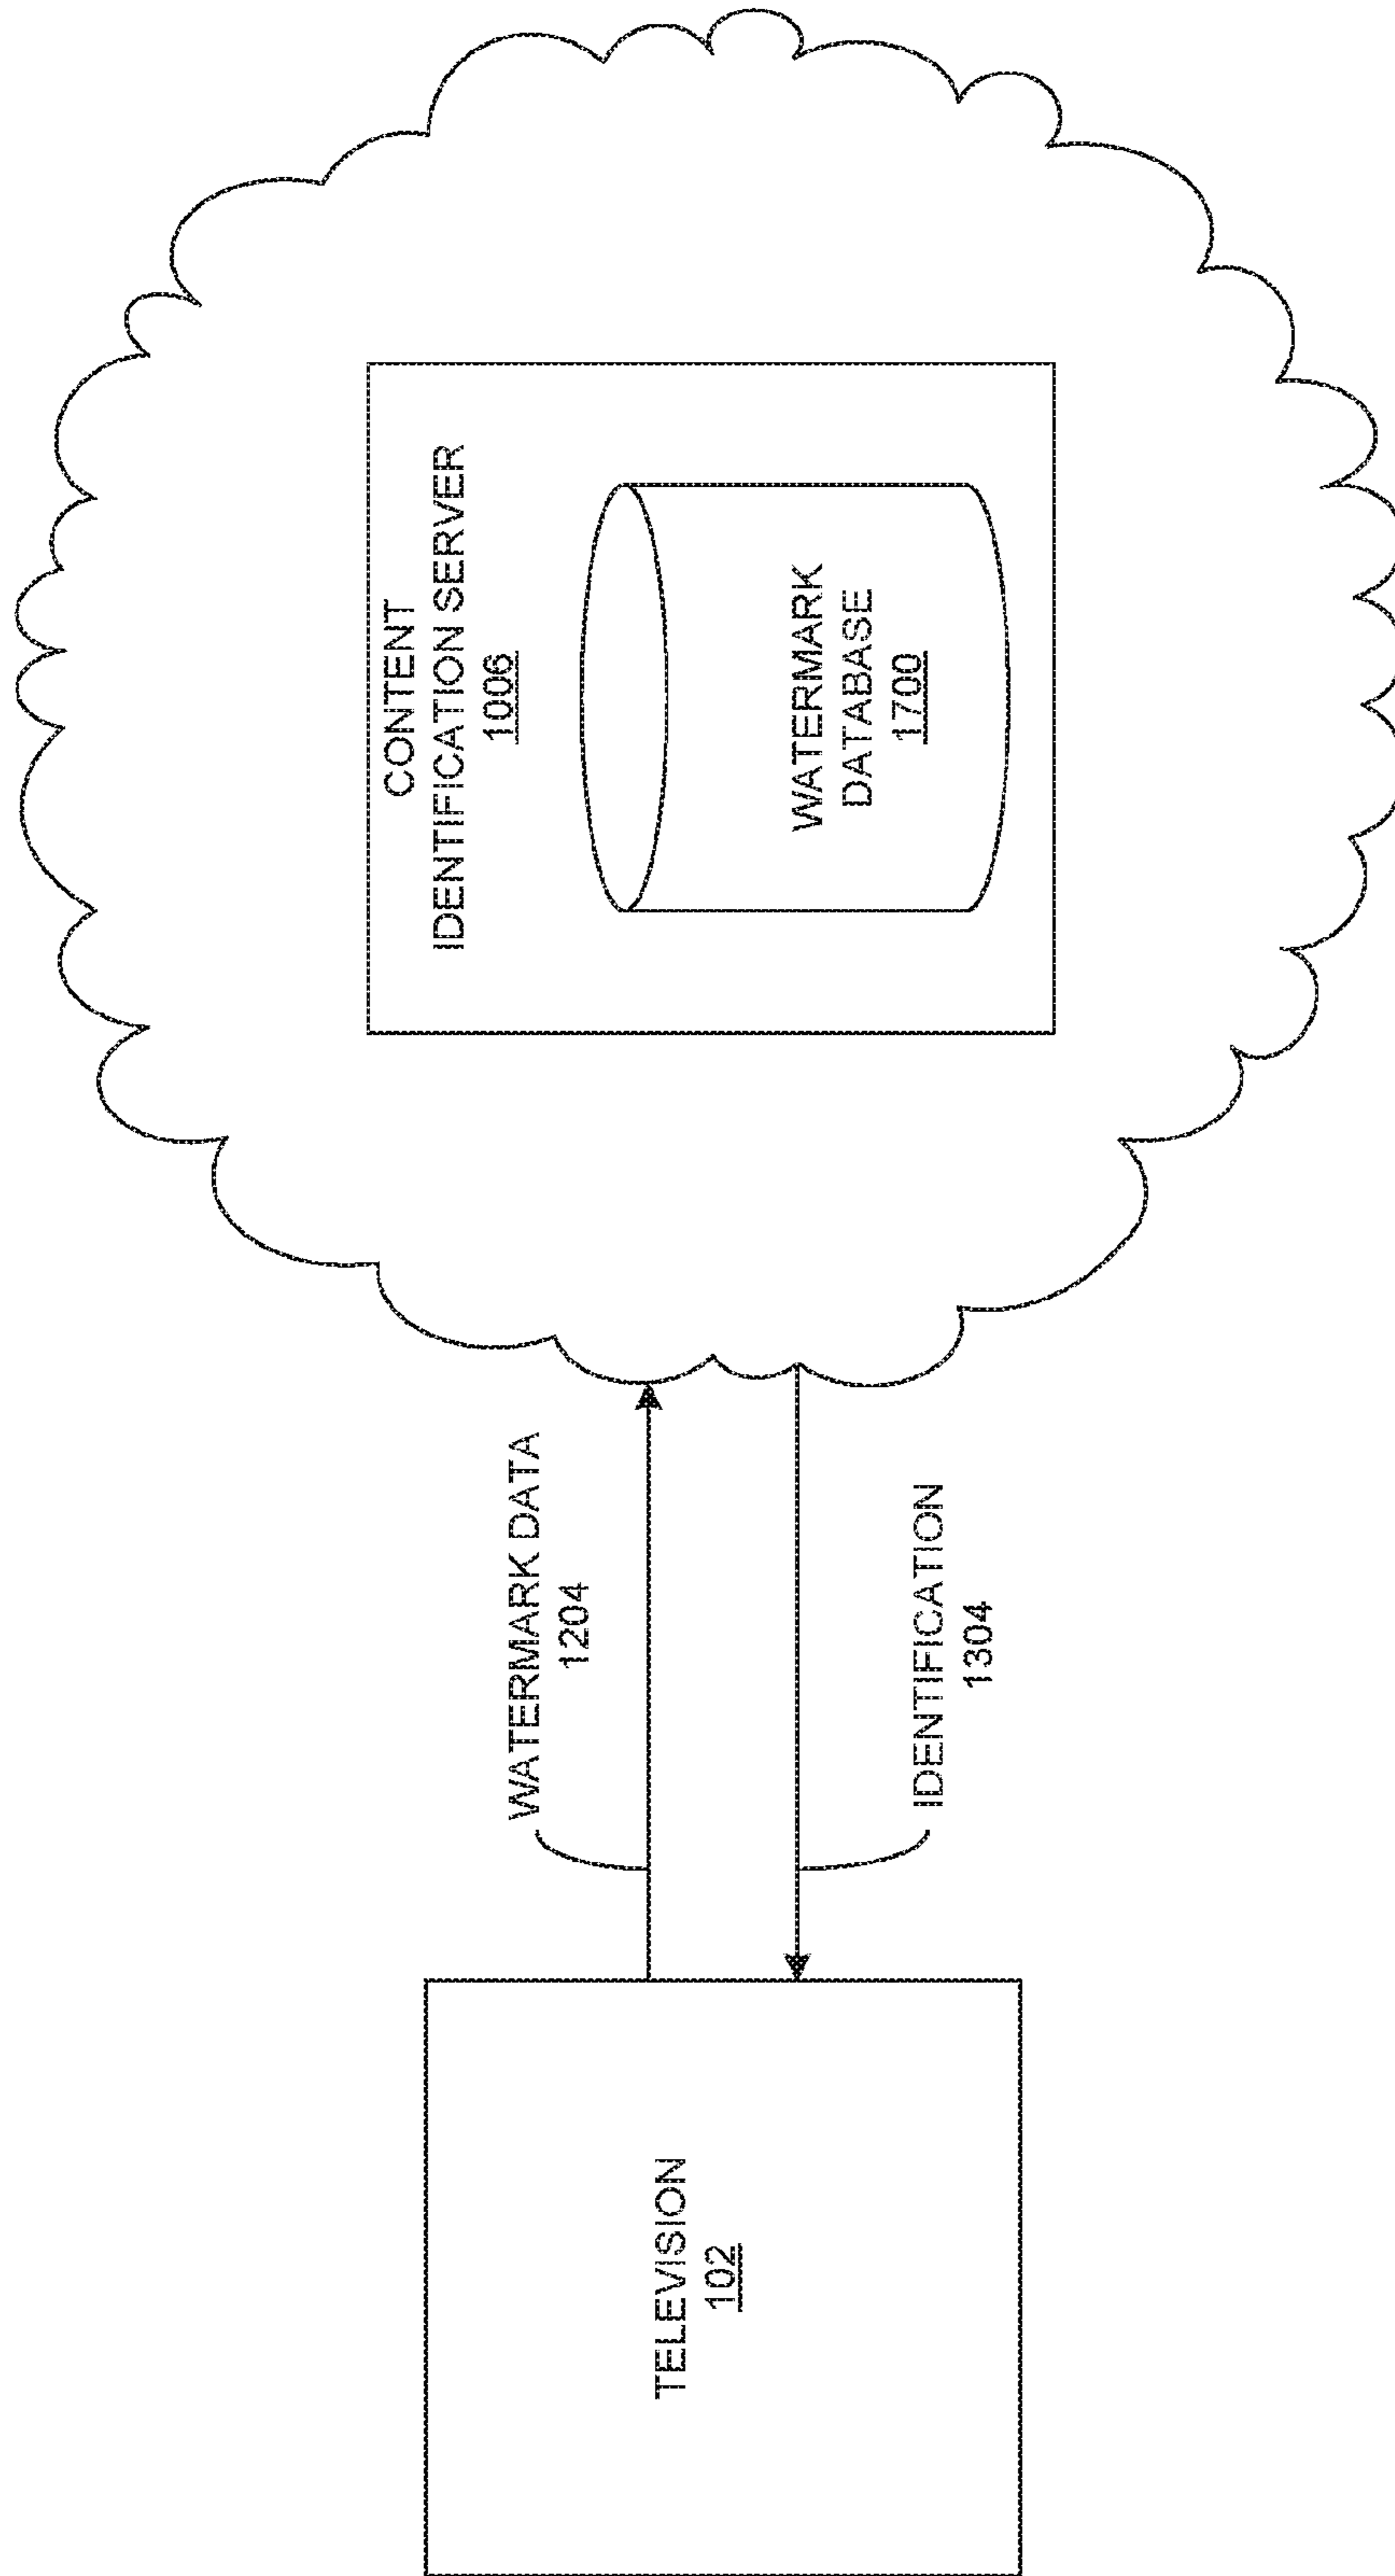 TELEVISION
102
WATERMARK DATA
1204
IDENTIFICATION
1304
CONTENT
IDENTIFICATION SERVER
1006
WATERMARK
DATABASE
1700